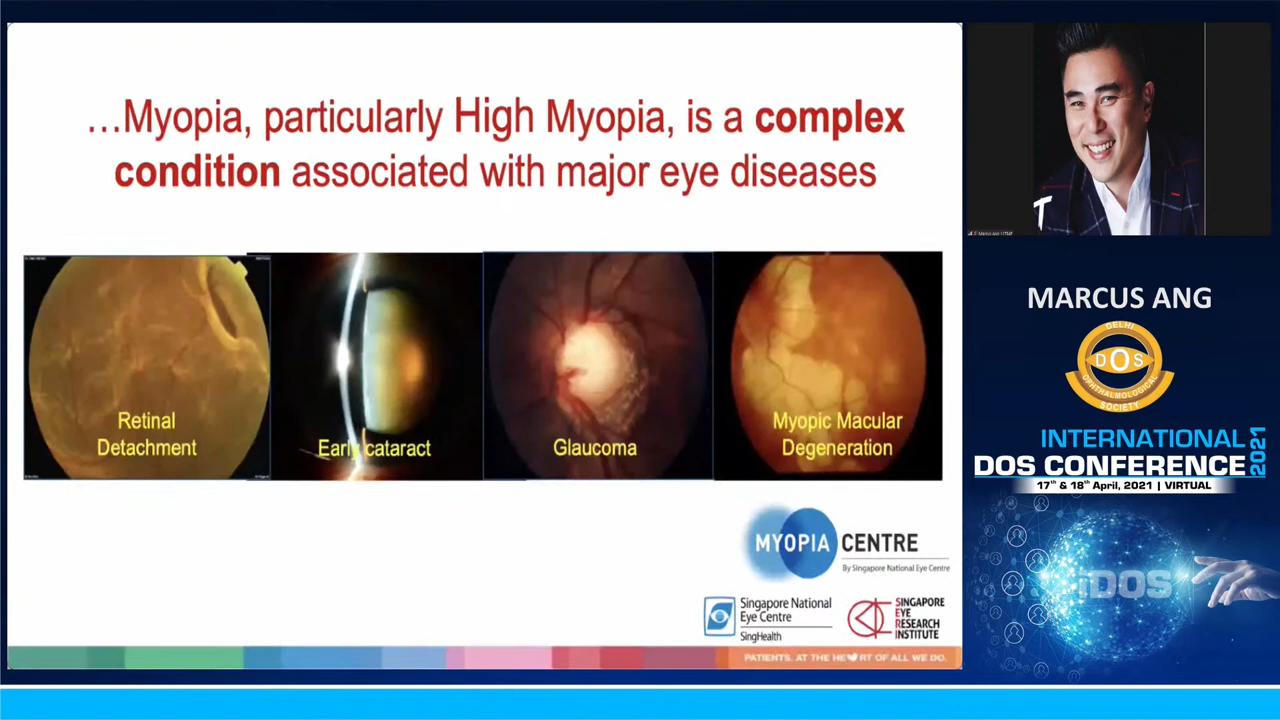 ...Myopia, particularly High Myopia, is a complex
condition associated with major eye diseases
Retinal
Detachment
Early cataract
Glaucoma
Myopic Macular
Degeneration
MYOPIA CENTRE
By Singapore National Eye Centre
Singapore National
Eye Centre
SingHealth
SINGAPORE
EYE
RESEARCH
INSTITUTE
PATIENTS. AT THE HE RT OF ALL WE DO.
T
MARCUS ANG
DELHI
DOS
OPHTHALMOLOGICAL
SOCIETY
INTERNATIONAL
DOS CONFERENCE
2021
17th & 18th April, 2021 | VIRTUAL
iDOS